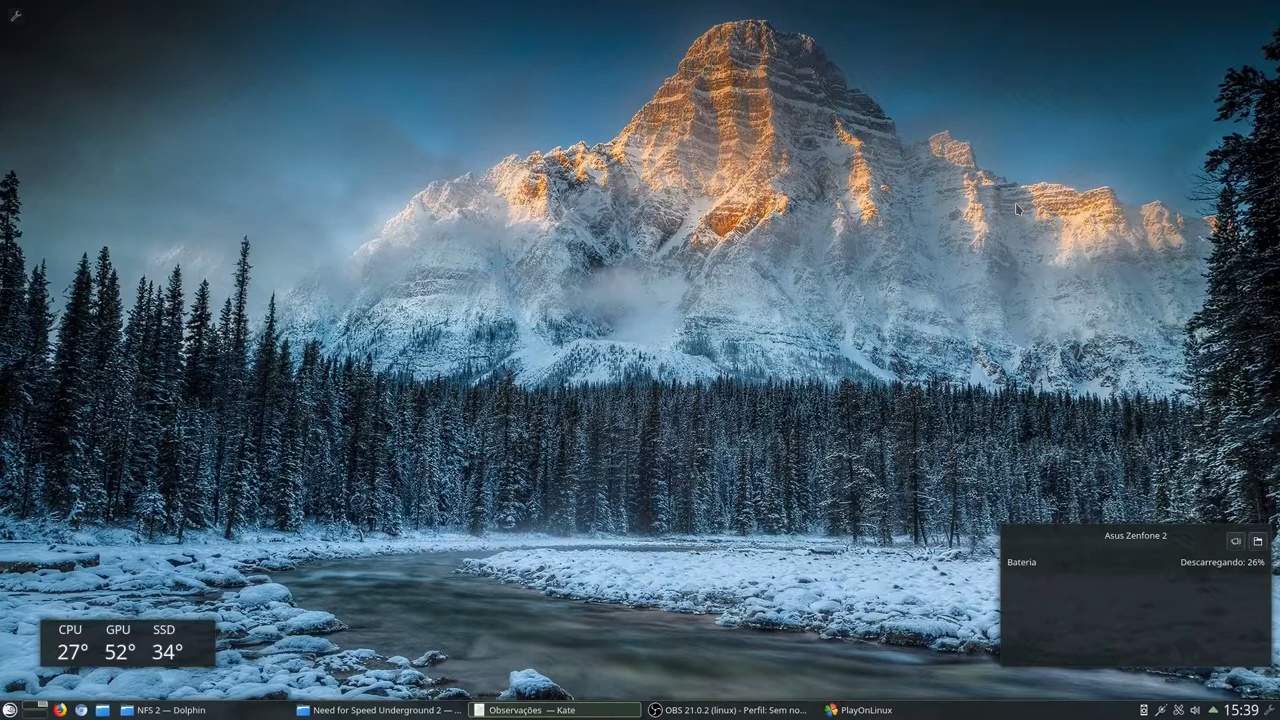 Asus Zenfone 2
Bateria Descarregando: 26%
CPU GPU SSD
27° 52° 34°
NFS 2 — Dolphin Need for Speed Underground 2 — ... Observações — Kate OBS 21.0.2 (linux) - Perfil: Sem no... PlayOnLinux 15:39